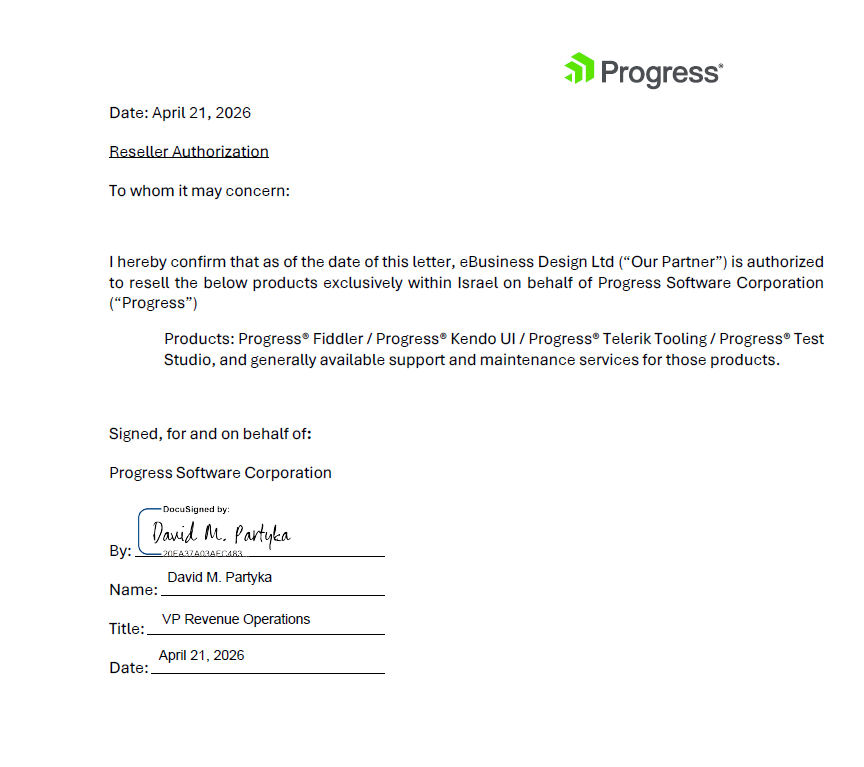 Progress®
Date: April 21, 2026
Reseller Authorization
To whom it may concern:
I hereby confirm that as of the date of this letter, eBusiness Design Ltd (“Our Partner”) is authorized
to resell the below products exclusively within Israel on behalf of Progress Software Corporation
(“Progress”)
Products: Progress® Fiddler / Progress® Kendo UI / Progress® Telerik Tooling / Progress® Test
Studio, and generally available support and maintenance services for those products.
Signed, for and on behalf of:
Progress Software Corporation
DocuSigned by:
David M. Partyka
By:
20EA37A03AEC483
Name: David M. Partyka
Title: VP Revenue Operations
Date: April 21, 2026